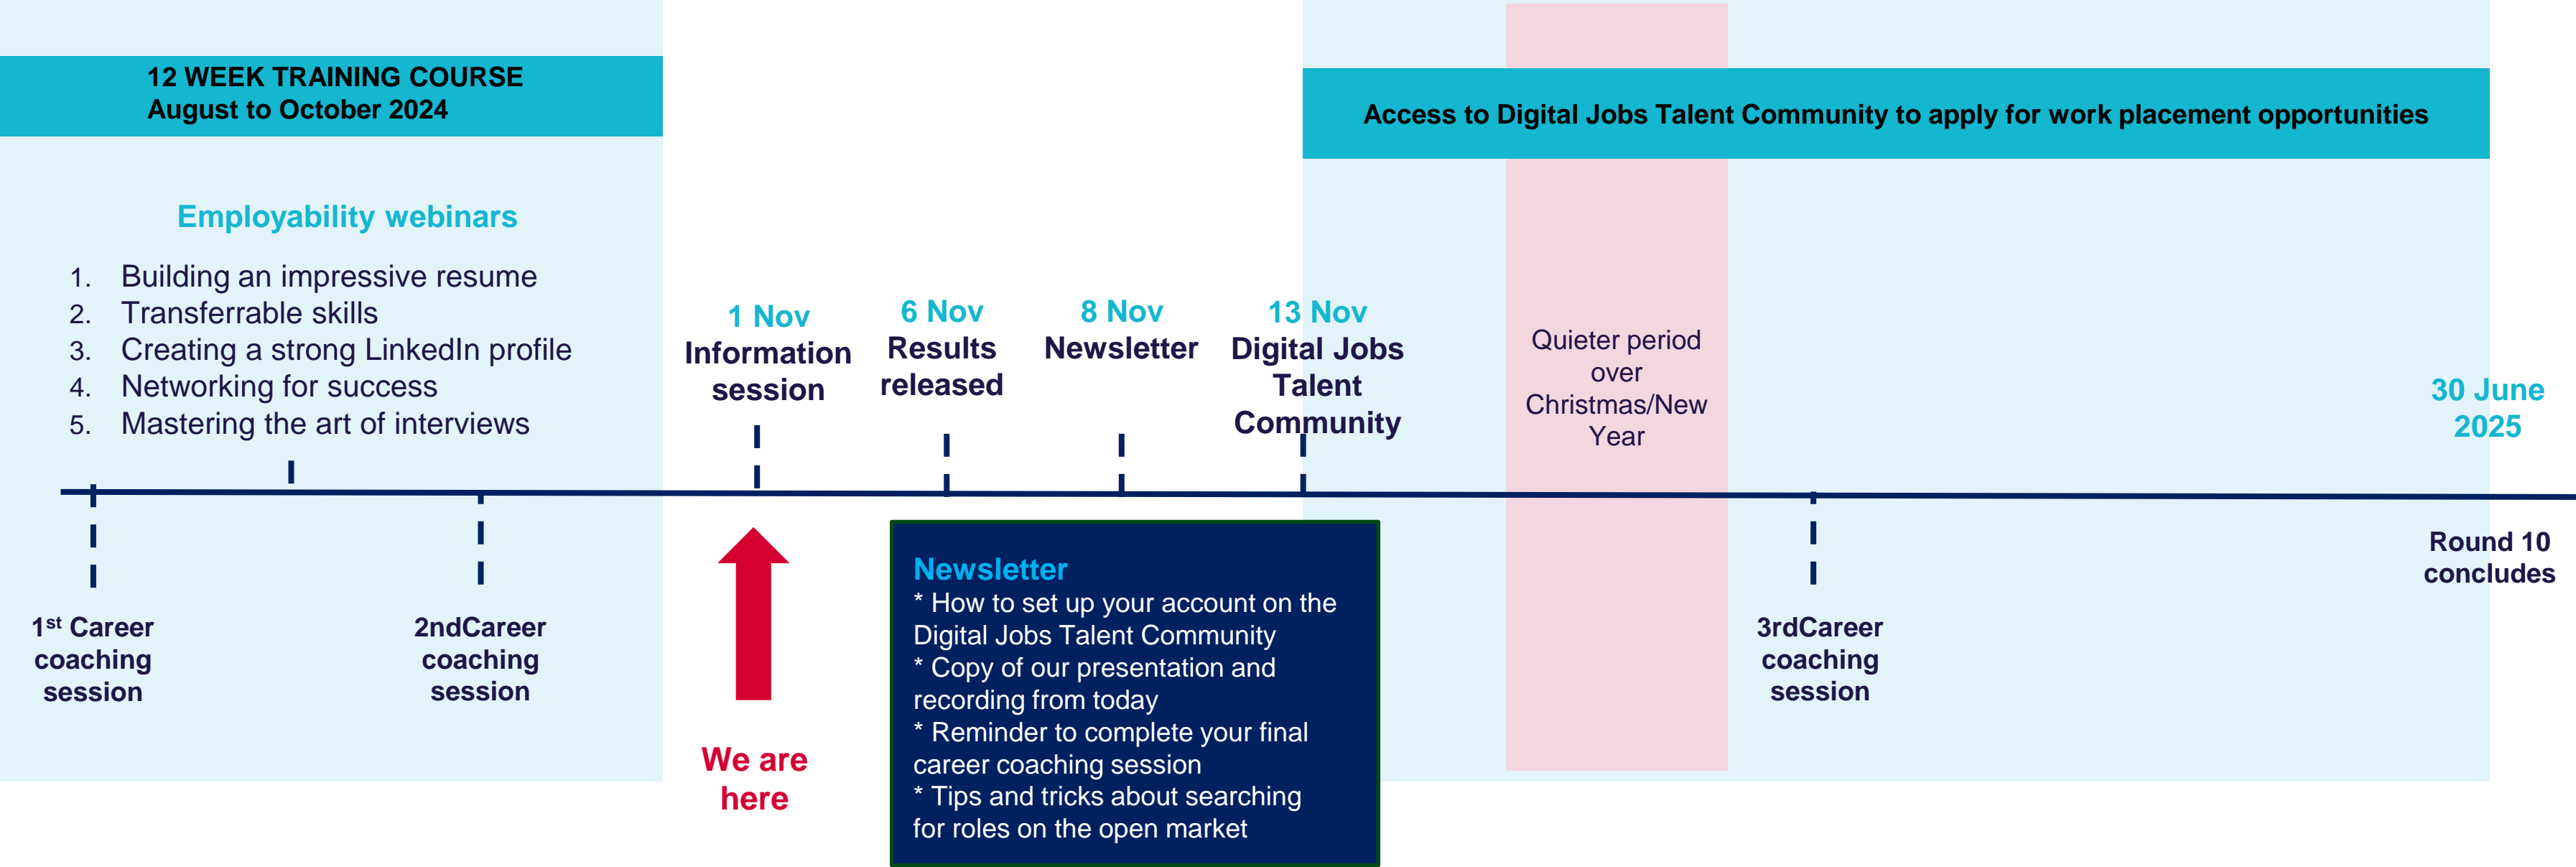 12 WEEK TRAINING COURSE
August to October 2024
Access to Digital Jobs Talent Community to apply for work placement opportunities
Employability webinars
1. Building an impressive resume
2. Transferrable skills
3. Creating a strong LinkedIn profile
4. Networking for success
5. Mastering the art of interviews
1 Nov
Information
session
6 Nov
Results
released
8 Nov
Newsletter
13 Nov
Digital Jobs
Talent
Community
Quieter period
over
Christmas/New
Year
30 June
2025
1st Career
coaching
session
2ndCareer
coaching
session
We are
here
Newsletter
* How to set up your account on the
Digital Jobs Talent Community
* Copy of our presentation and
recording from today
* Reminder to complete your final
career coaching session
* Tips and tricks about searching
for roles on the open market
3rdCareer
coaching
session
Round 10
concludes